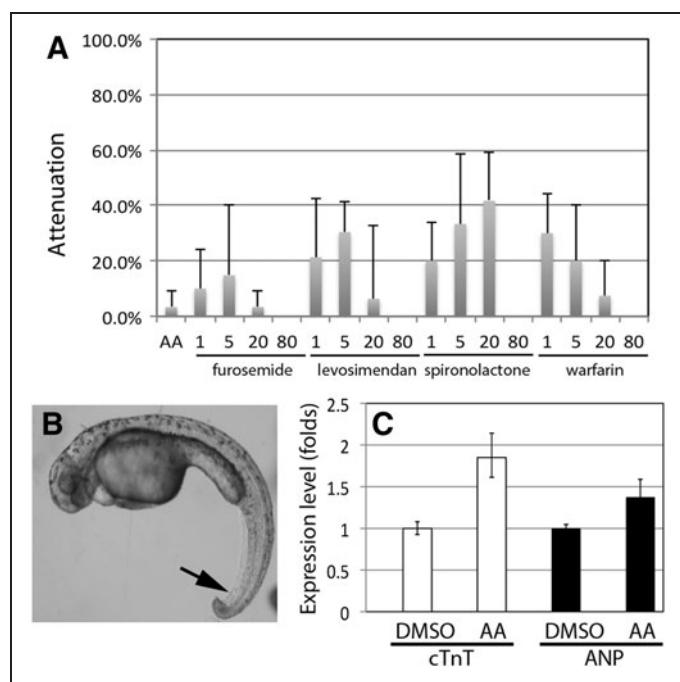 A
100.0%
80.0%
60.0%
40.0%
20.0%
0.0%
Attenuation
AA 1 5 20 80 1 5 20 80 1 5 20 80 1 5 20 80
furosemide levosimendan spironolactone warfarin
B
C
2.5
2
1.5
1
0.5
0
Expression level (folds)
DMSO AA DMSO AA
cTnT ANP